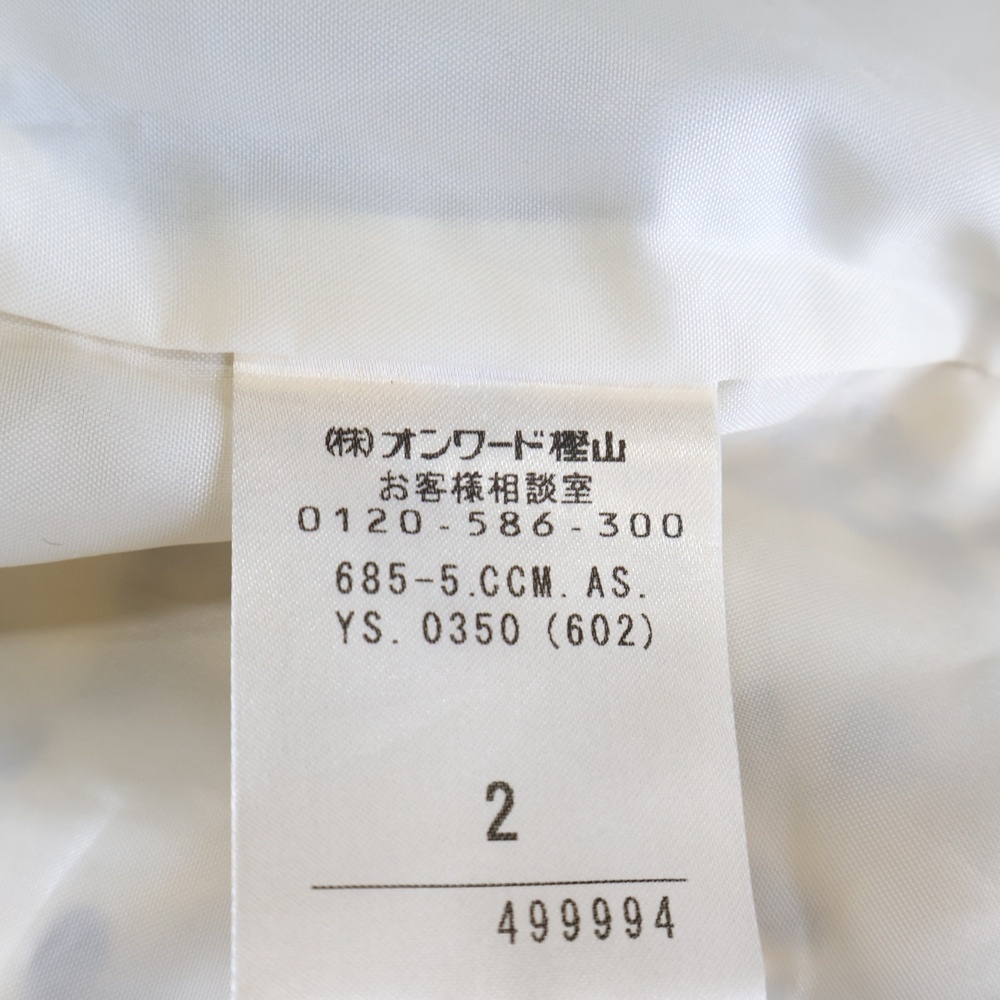 (株)オンワード樫山
お客様相談室
0120-586-300
685-5.CCM.AS.
YS.0350(602)
2
499994